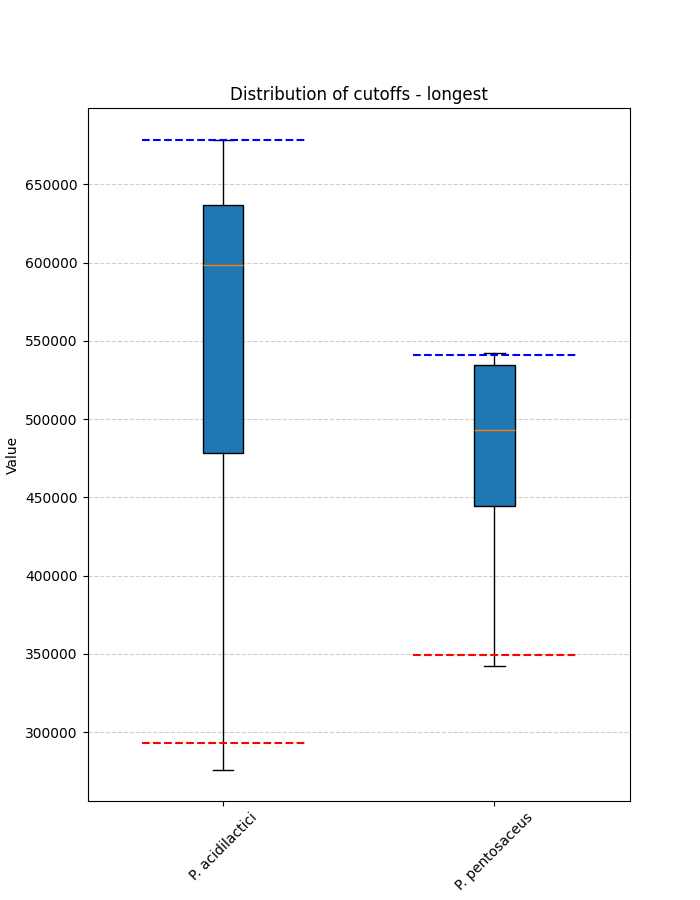 Distribution of cutoffs - longest
Value
650000
600000
550000
500000
450000
400000
350000
300000
P. acidilactici
P. pentosaceus